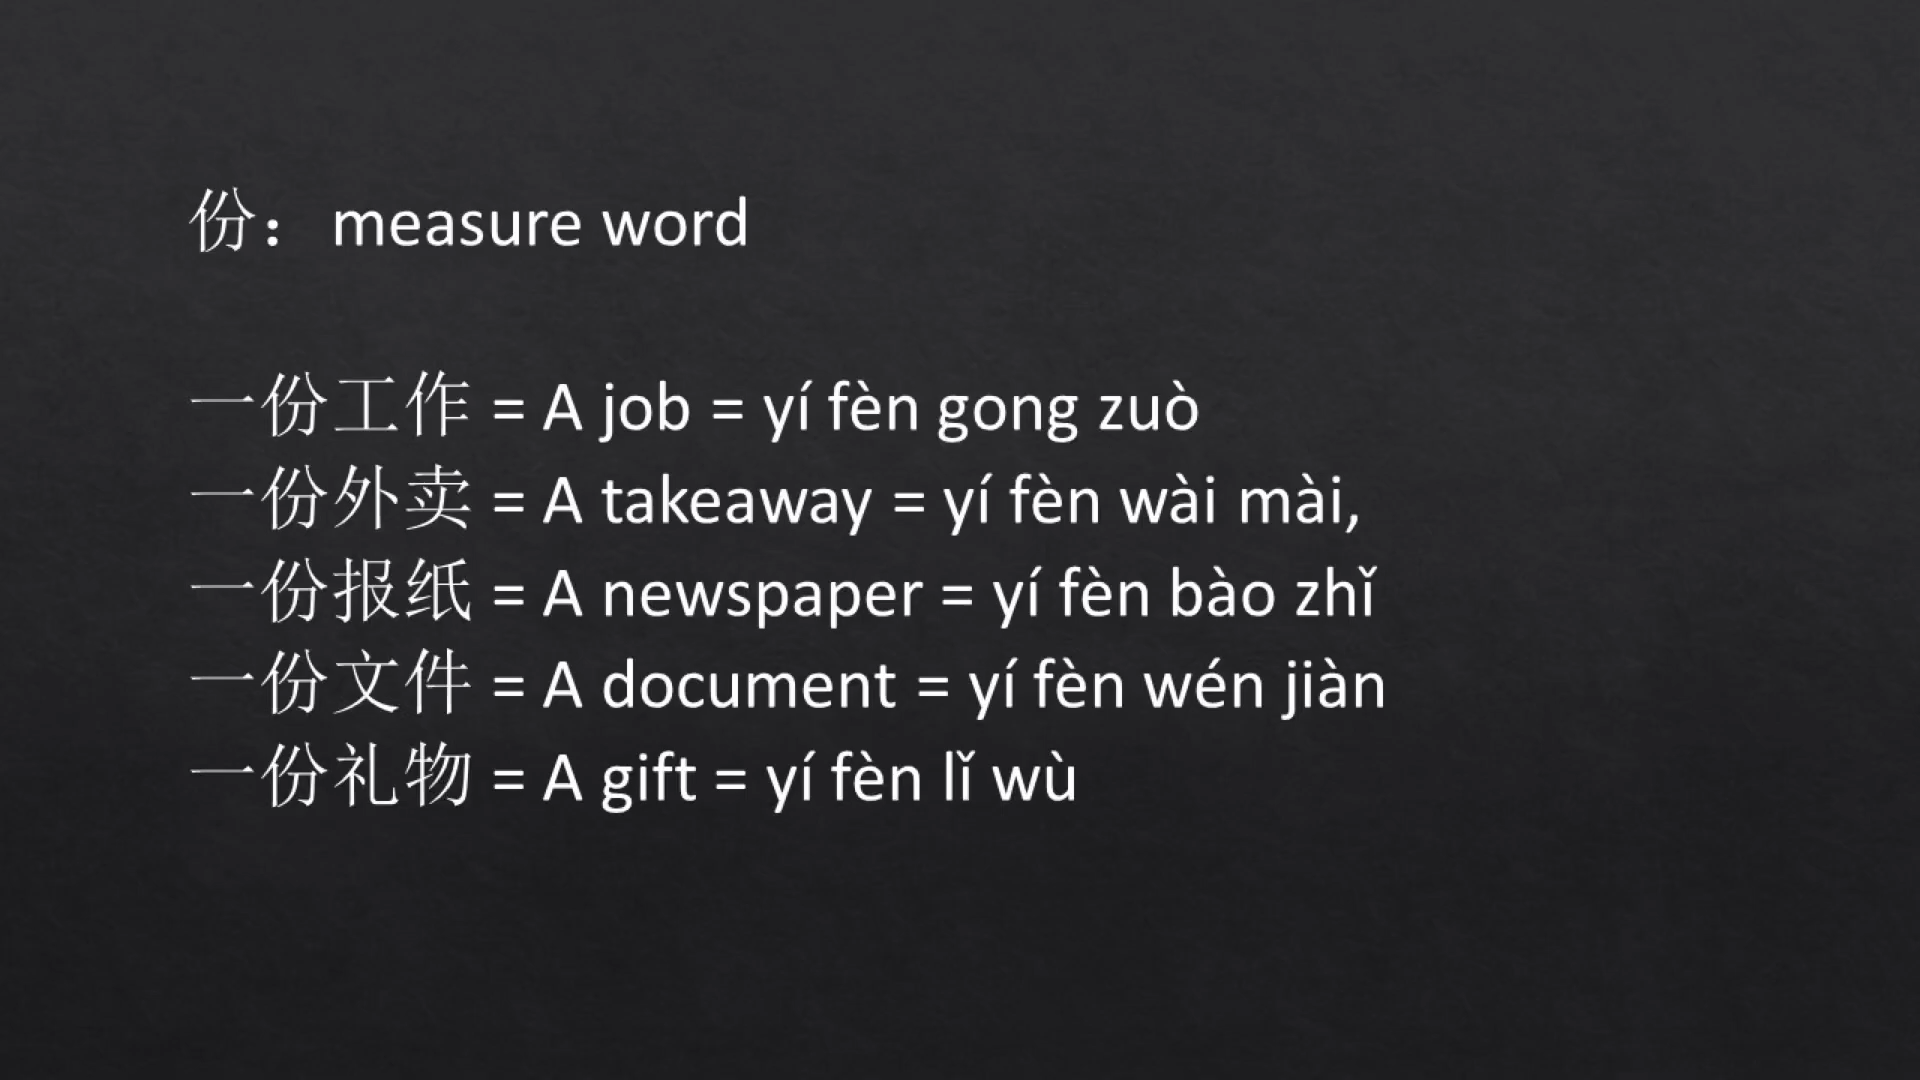 份：measure word
一份工作 = A job = yí fèn gong zuò
一份外卖 = A takeaway = yí fèn wài mài,
一份报纸 = A newspaper = yí fèn bào zhǐ
一份文件 = A document = yí fèn wén jiàn
一份礼物 = A gift = yí fèn lǐ wù